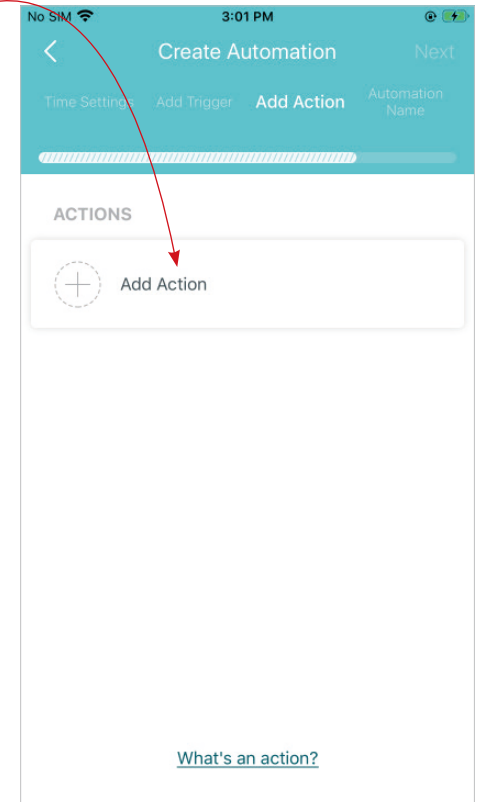 No SIM 3:01 PM
Create Automation Next
Time Settings Add Trigger Add Action Automation Name
ACTIONS
Add Action
What's an action?